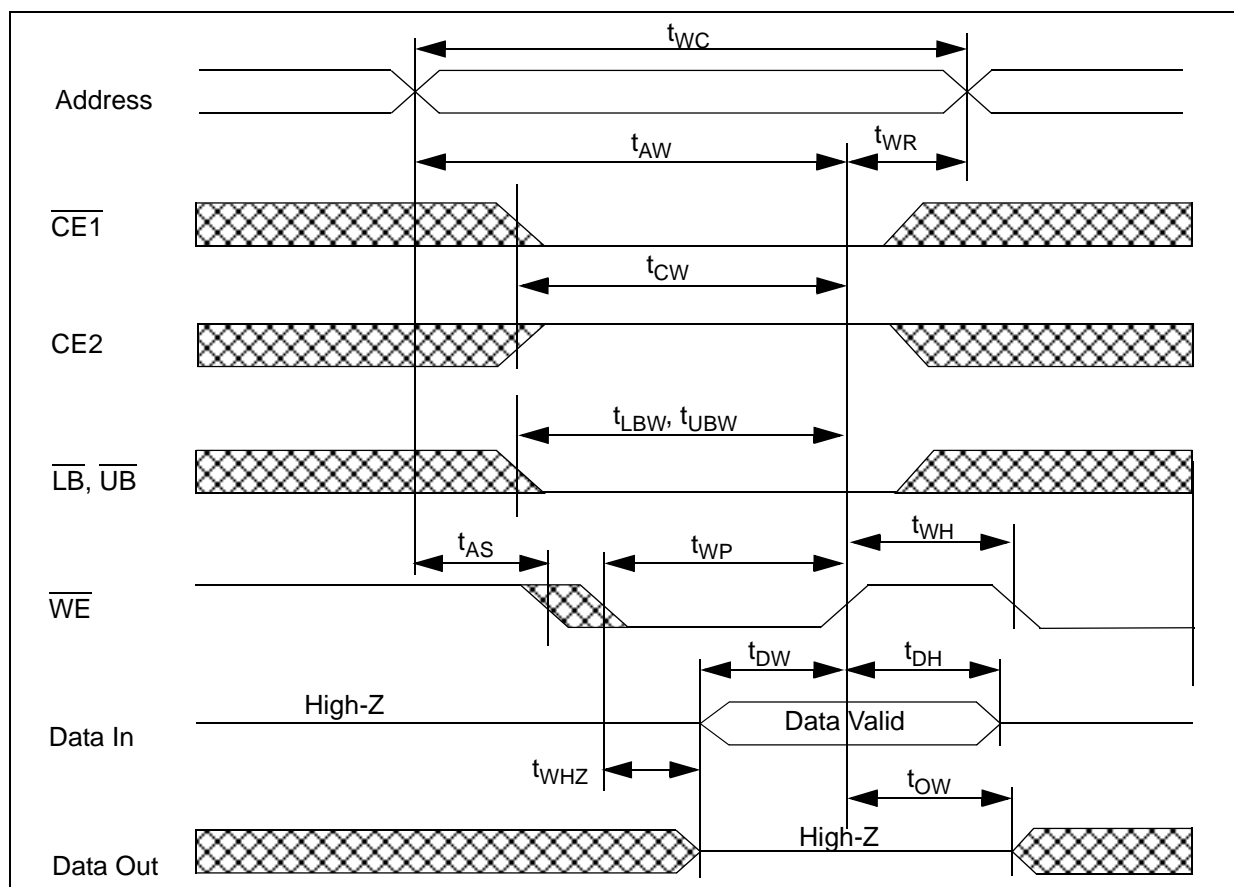 tWC
Address
tAW
tWR
CE1
tCW
CE2
tLBW, tUBW
LB, UB
tWH
tAS
tWP
WE
tDW
tDH
High-Z
Data Valid
Data In
tWHZ
tOW
High-Z
Data Out